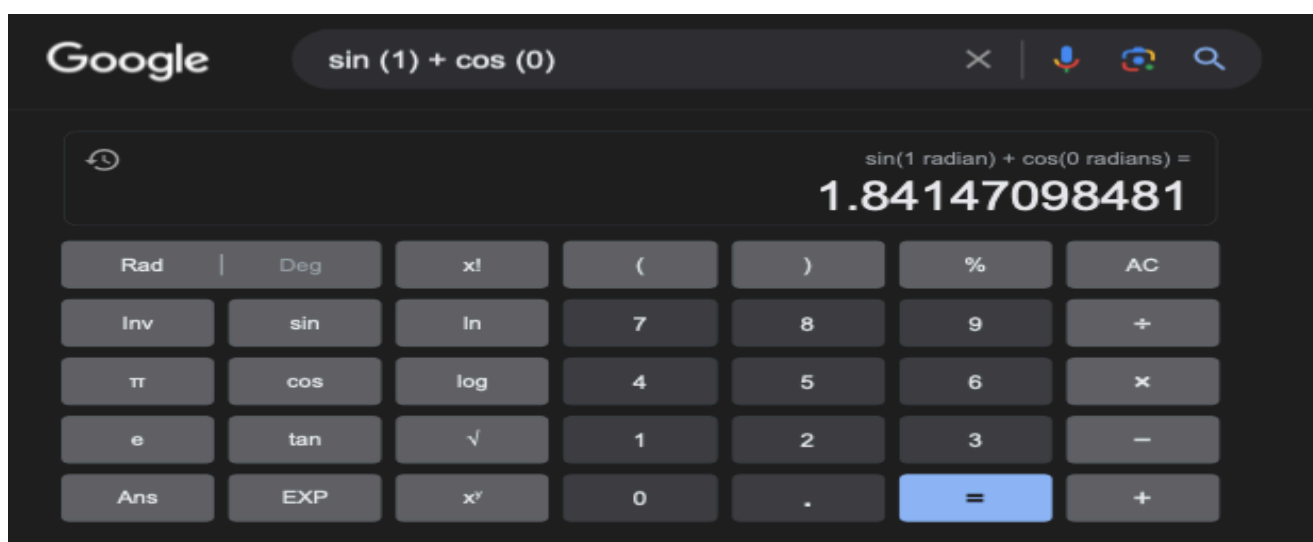 Google sin (1) + cos (0)
sin(1 radian) + cos(0 radians) =
1.84147098481
Rad | Deg x! ( ) % AC
Inv sin ln 7 8 9 ÷
π cos log 4 5 6 ×
e tan √ 1 2 3 −
Ans EXP xʸ 0 . = +